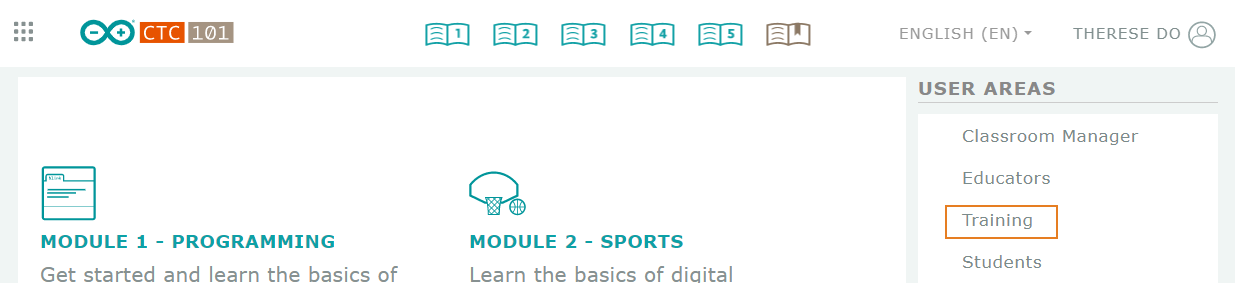 CTC 101
1 2 3 4 5
ENGLISH (EN)
THERESE DO
USER AREAS
Classroom Manager
Educators
Training
Students
MODULE 1 - PROGRAMMING
Get started and learn the basics of
MODULE 2 - SPORTS
Learn the basics of digital